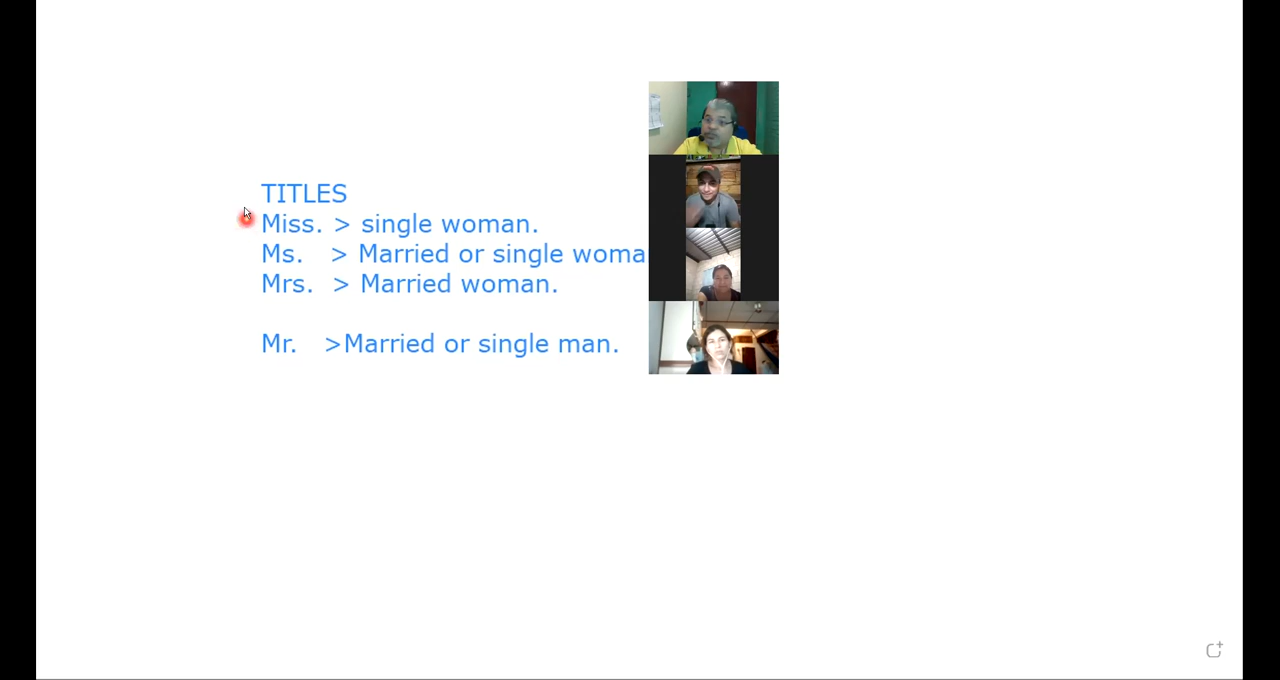 TITLES
Miss. > single woman.
Ms. > Married or single woma
Mrs. > Married woman.
Mr. >Married or single man.